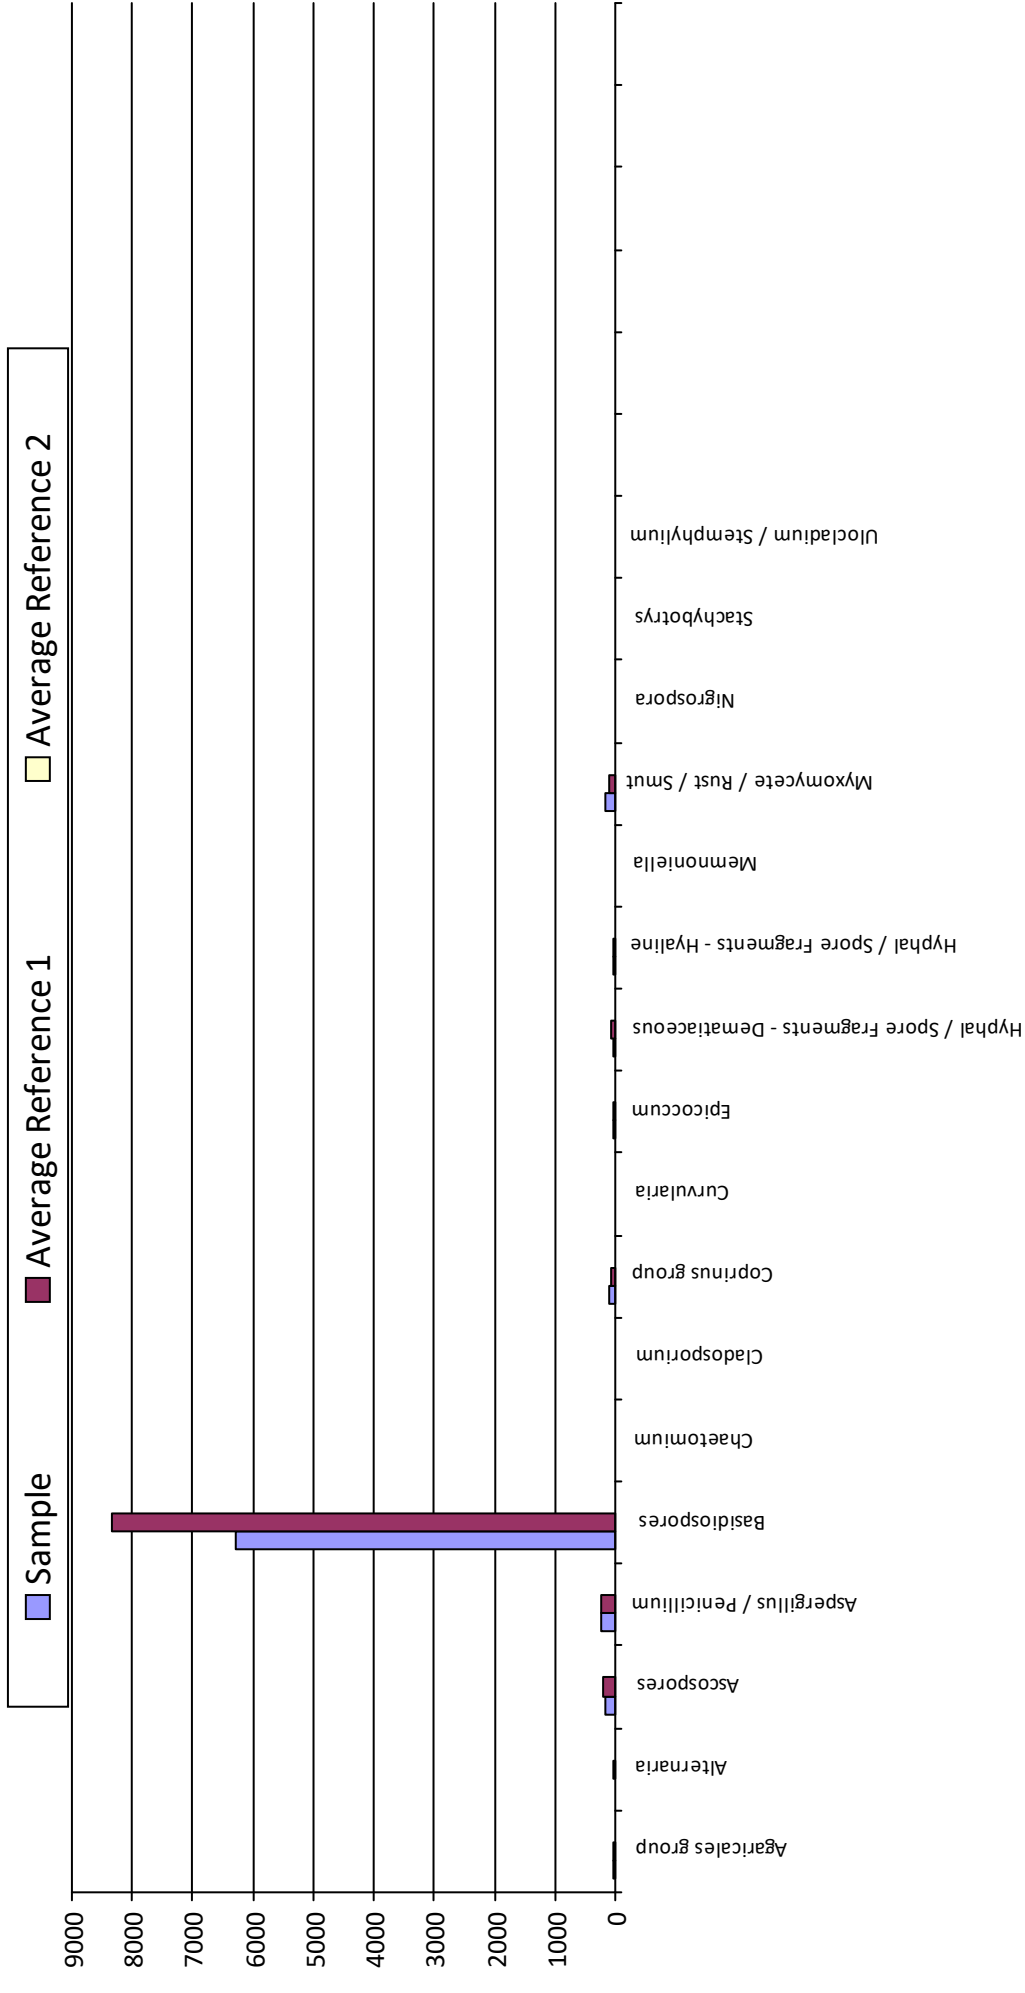 Sample
Average Reference 1
Average Reference 2
9000
8000
7000
6000
5000
4000
3000
2000
1000
0
Agaricales group
Alternaria
Ascospores
Aspergillus / Penicillium
Basidiospores
Chaetomium
Cladosporium
Coprinus group
Curvularia
Epicoccum
Hyphal / Spore Fragments - Dematiaceous
Hyphal / Spore Fragments - Hyaline
Memnoniella
Myxomycete / Rust / Smut
Nigrospora
Stachybotrys
Ulocladium / Stemphylium